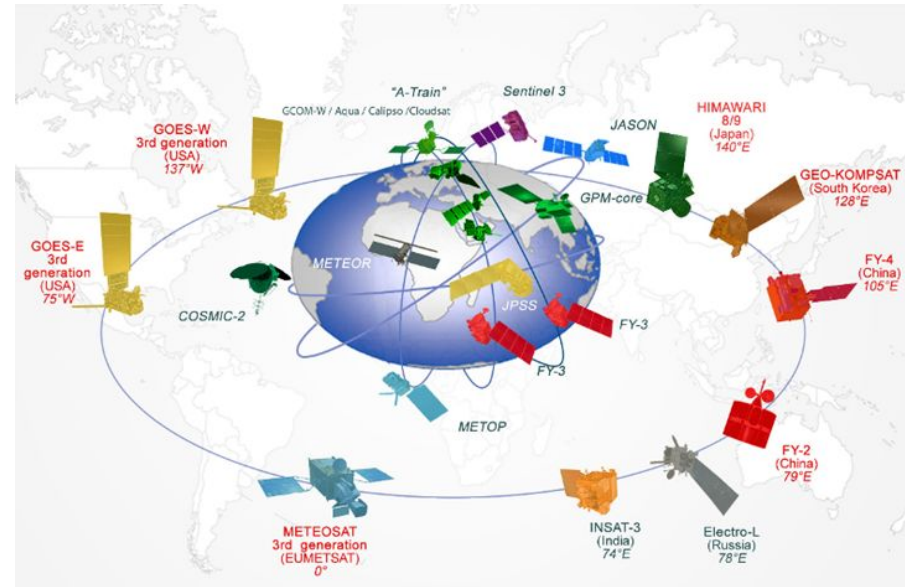 "A-Train"
GCOM-W / Aqua / Calipso /Cloudsat
Sentinel 3
JASON
HIMAWARI
8/9
(Japan)
140°E
GOES-W
3rd generation
(USA)
137°W
GPM-core
GEO-KOMPSAT
(South Korea)
128°E
GOES-E
3rd
generation
(USA)
75°W
METEOR
FY-4
(China)
105°E
COSMIC-2
JPSS
FY-3
FY-3
METOP
FY-2
(China)
79°E
METEOSAT
3rd generation
(EUMETSAT)
0°
INSAT-3
(India)
74°E
Electro-L
(Russia)
78°E